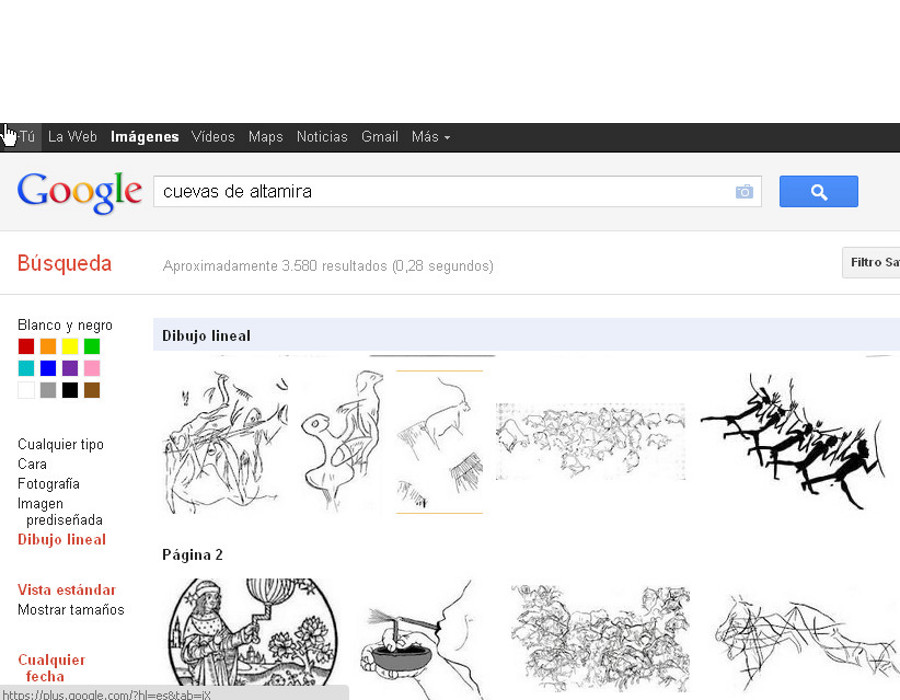 Tú La Web Imágenes Vídeos Maps Noticias Gmail Más
Google cuevas de altamira
Búsqueda Aproximadamente 3.580 resultados (0,28 segundos) Filtro Sa
Blanco y negro
Dibujo lineal
Cualquier tipo
Cara
Fotografía
Imagen
prediseñada
Dibujo lineal
Página 2
Vista estándar
Mostrar tamaños
Cualquier
fecha
https://plus.google.com/?hl=es&tab=iX